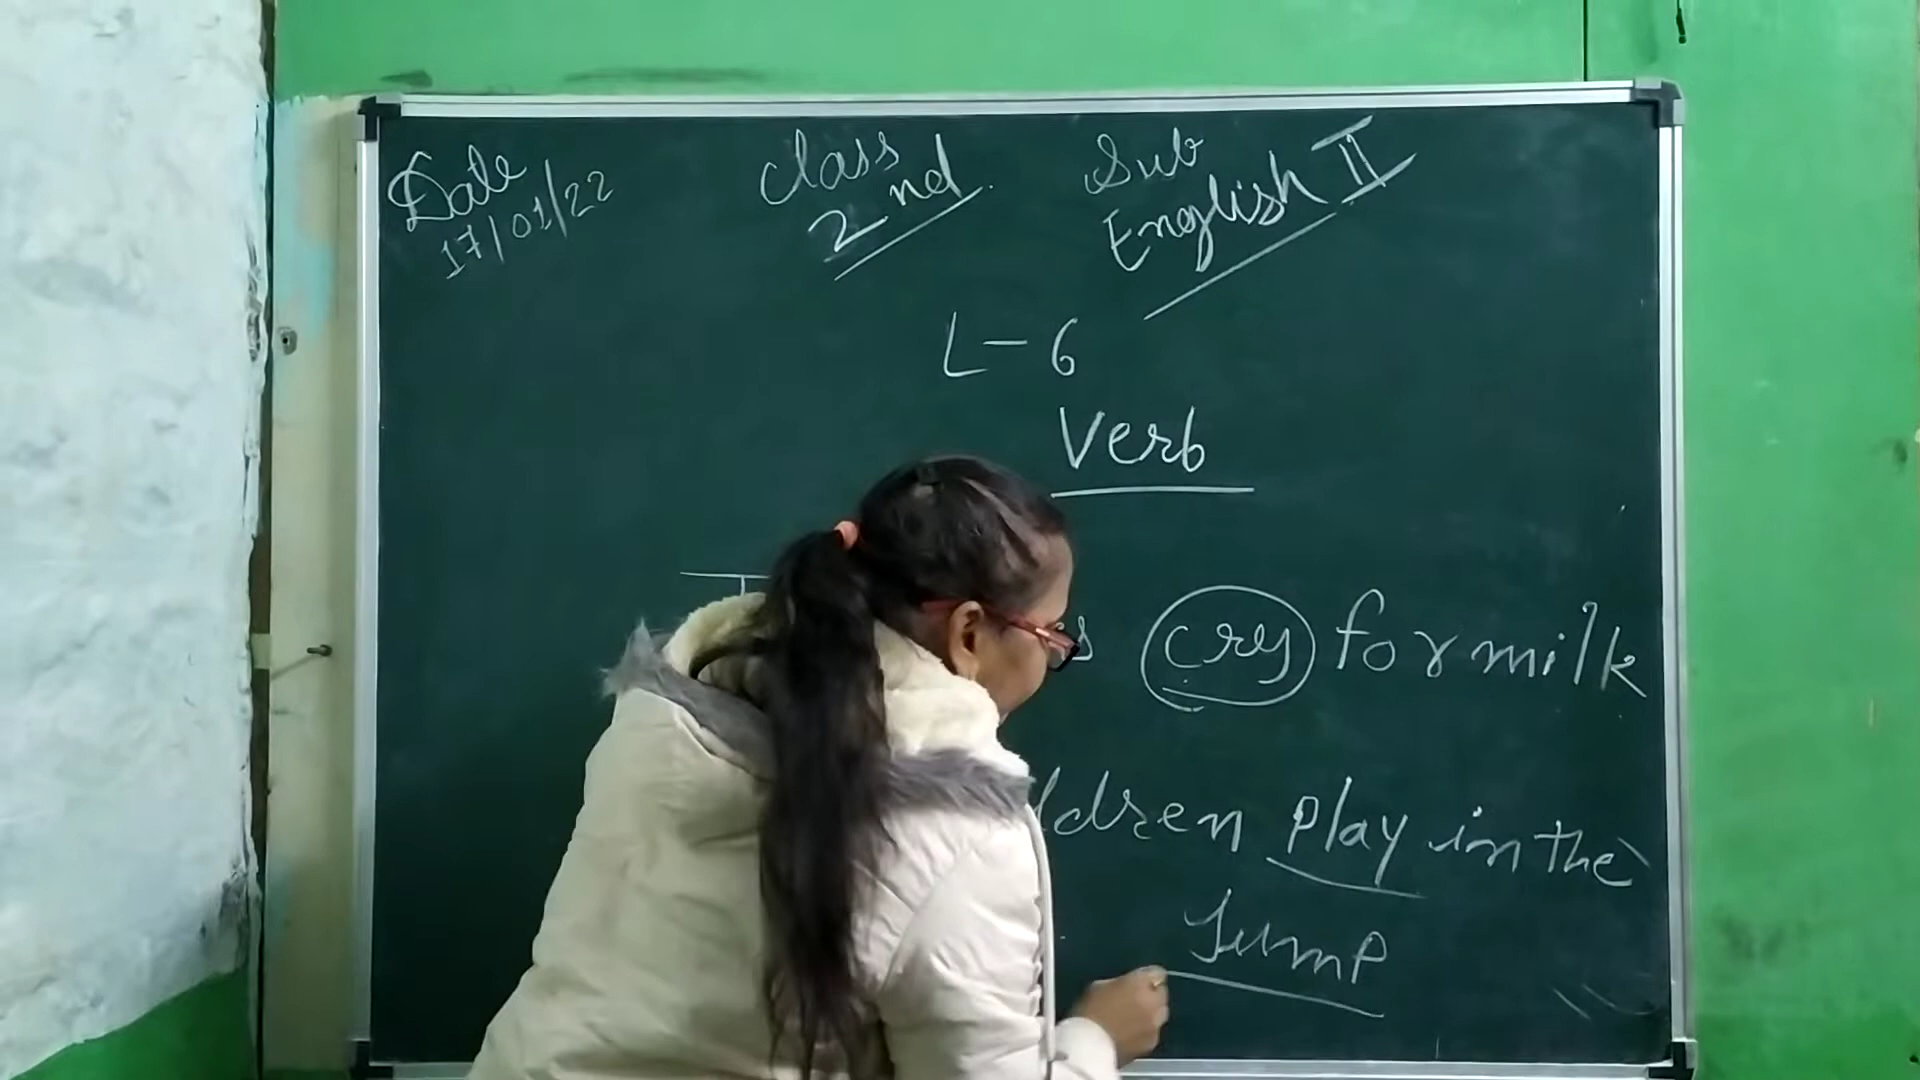 Date
17/01/22
Class
2nd
Sub
English II
L-6
Verb
cry for milk
play in the
Jump